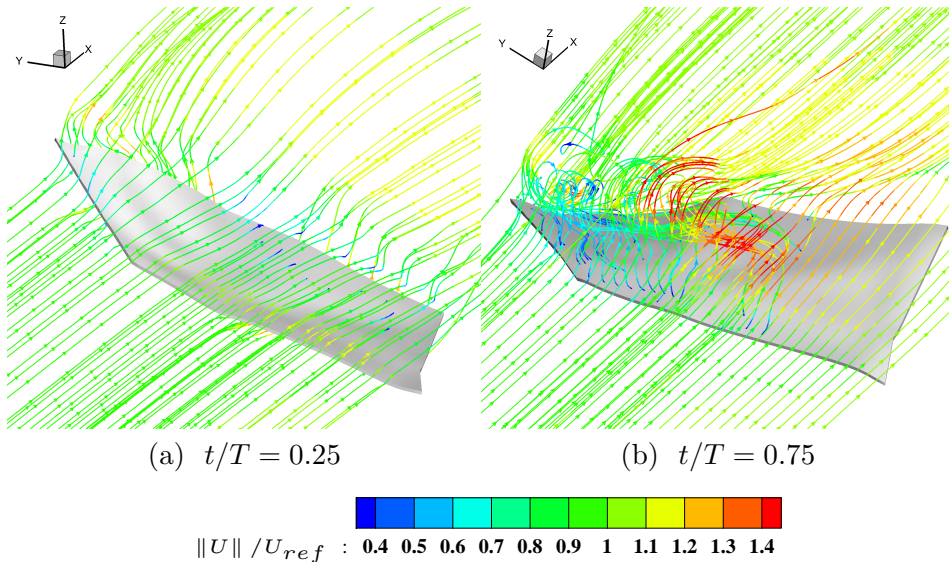 Z
X
Y
Z
X
Y
(a) t/T = 0.25
(b) t/T = 0.75
‖U‖ /U_ref : 0.4 0.5 0.6 0.7 0.8 0.9 1 1.1 1.2 1.3 1.4